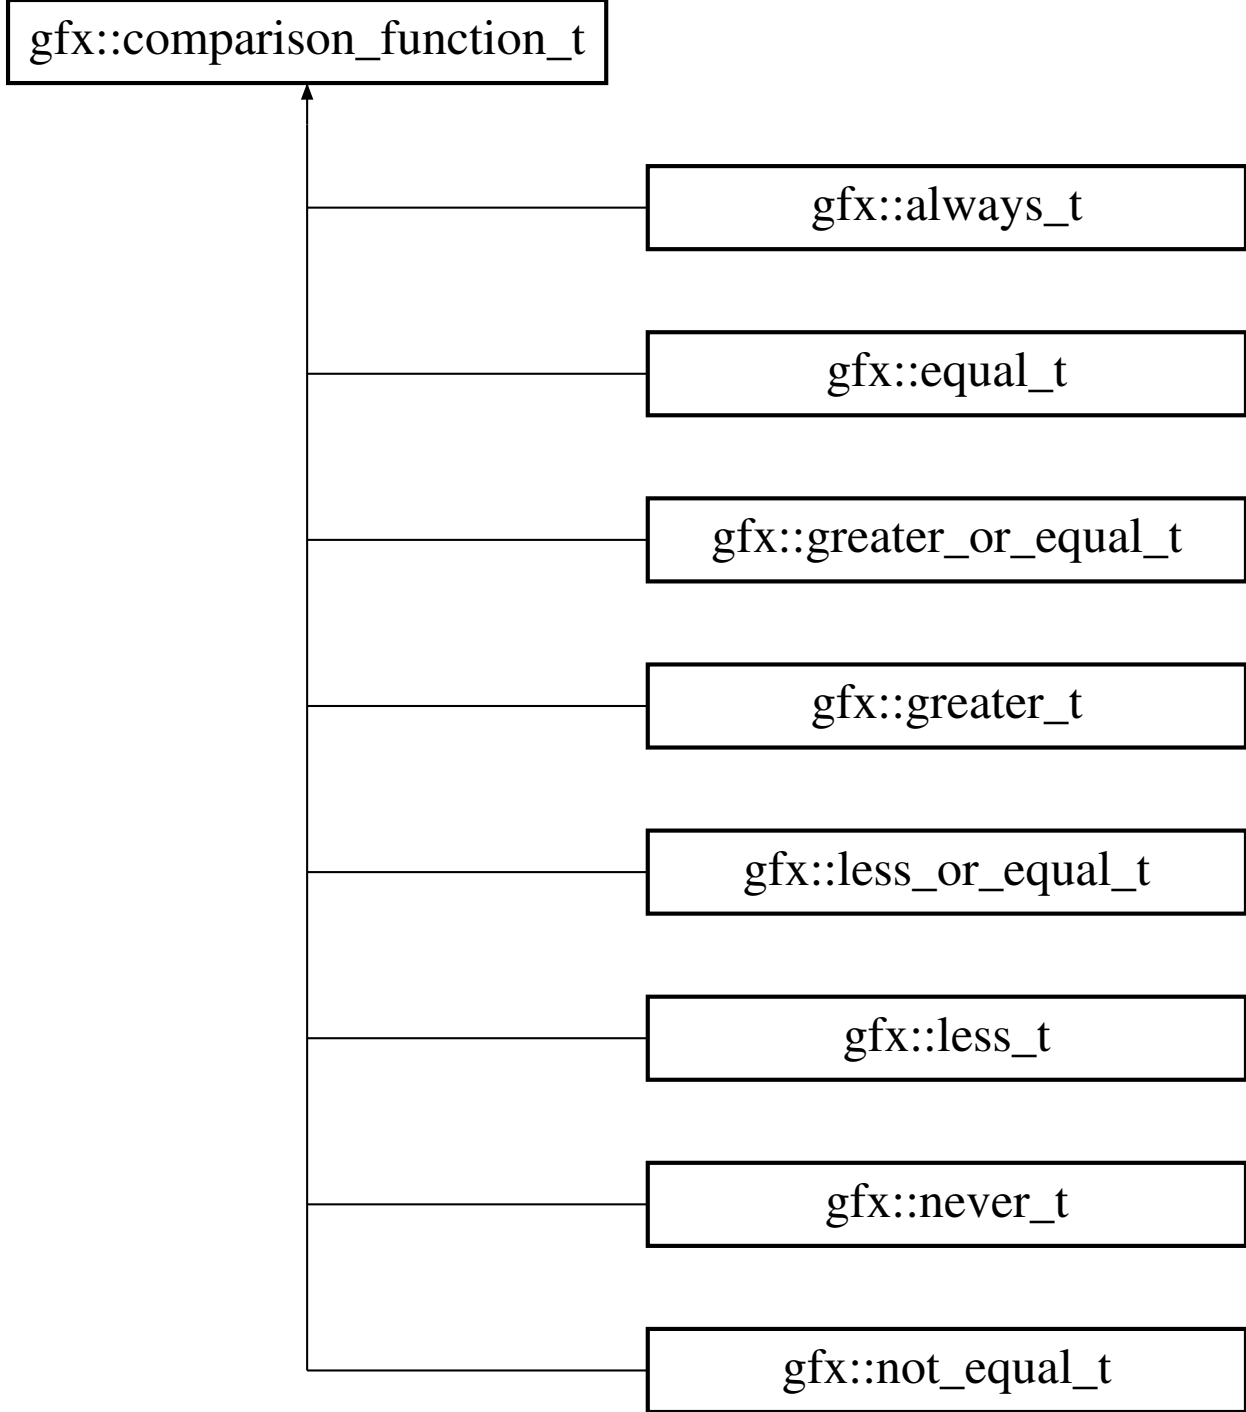 gfx::comparison_function_t
gfx::always_t
gfx::equal_t
gfx::greater_or_equal_t
gfx::greater_t
gfx::less_or_equal_t
gfx::less_t
gfx::never_t
gfx::not_equal_t